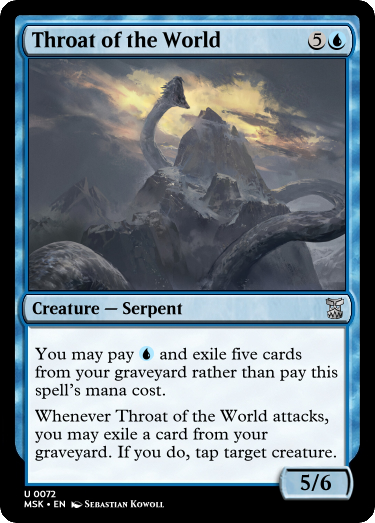 Throat of the World 5
Creature — Serpent
You may pay and exile five cards
from your graveyard rather than pay this
spell's mana cost.
Whenever Throat of the World attacks,
you may exile a card from your
graveyard. If you do, tap target creature.
5/6
U 0072
MSK • EN Sebastian Kowoll